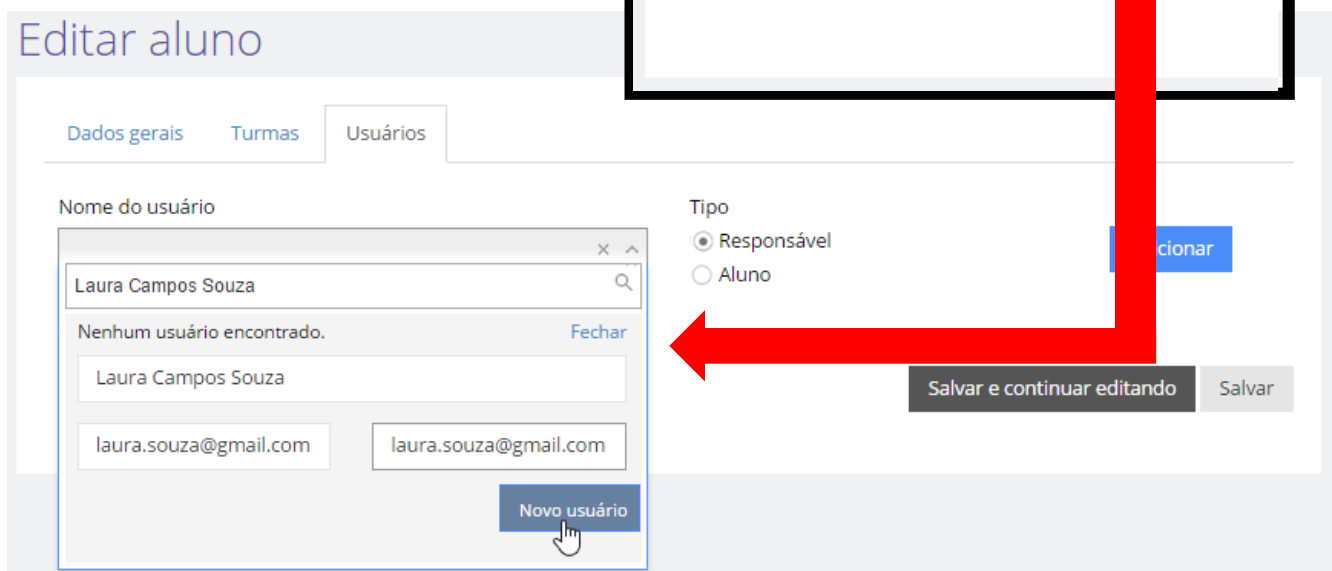 Editar aluno
Dados gerais Turmas Usuários
Nome do usuário
Tipo
Responsável
Aluno
Laura Campos Souza
Nenhum usuário encontrado. Fechar
Laura Campos Souza
laura.souza@gmail.com laura.souza@gmail.com
Novo usuário
Salvar e continuar editando Salvar